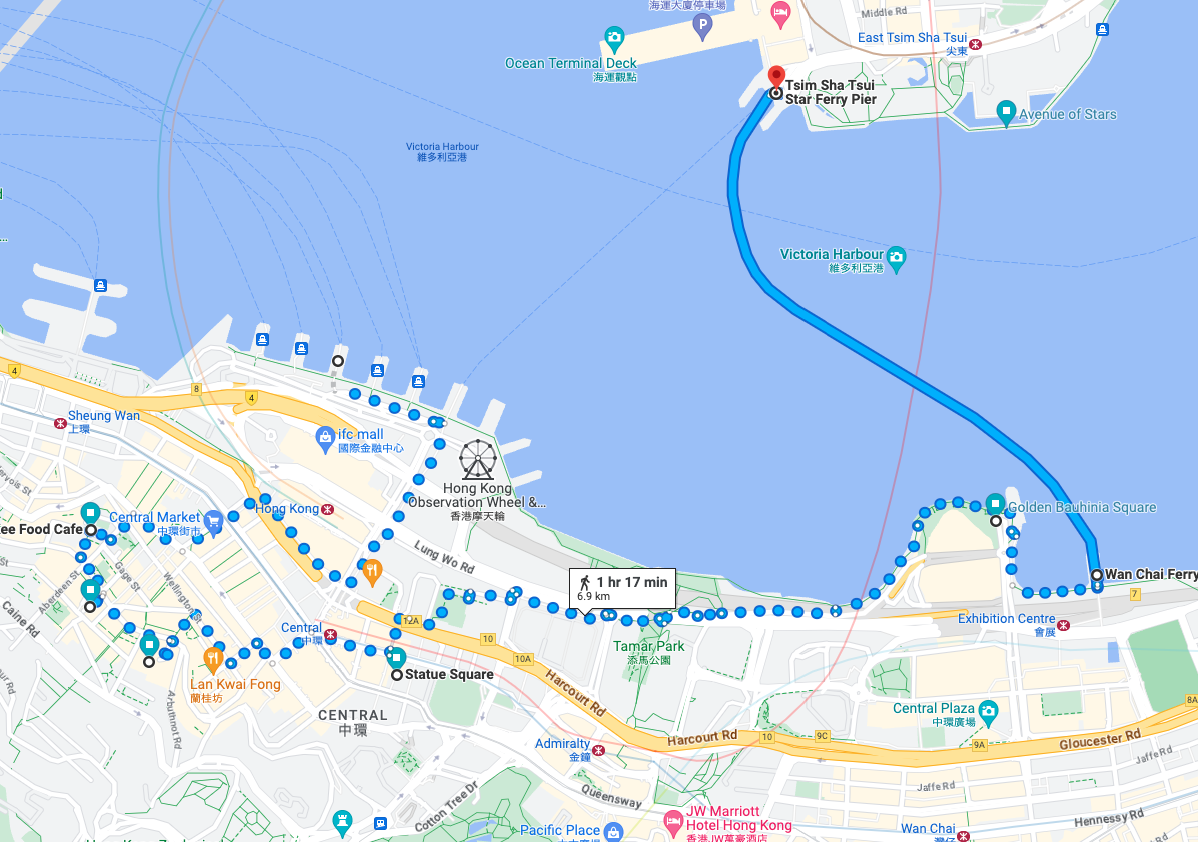 海運大廈停車場
Middle Rd
East Tsim Sha Tsui
尖東
P
Ocean Terminal Deck
海運觀點
Tsim Sha Tsui
Star Ferry Pier
Avenue of Stars
Victoria Harbour
維多利亞港
Victoria Harbour
維多利亞港
4
8
4
Sheung Wan
上環
ifc mall
國際金融中心
Hong Kong
Observation Wheel &...
香港摩天輪
Hong Kong
Central Market
中環街市
ee Food Cafe
Gage St
Wellington St
Aberdeen St
Caine Rd
Lung Wo Rd
Golden Bauhinia Square
Wan Chai Ferry
1 hr 17 min
6.9 km
7
Exhibition Centre
會展
12A
10
10A
Central
中環
Tamar Park
添馬公園
Statue Square
Lan Kwai Fong
蘭桂坊
Arbuthnot Rd
CENTRAL
中環
Harcourt Rd
Harcourt Rd
10
9C
9A
8A
Central Plaza
中環廣場
Gloucester Rd
Admiralty
金鐘
Queensway
Cotton Tree Dr
Jaffe Rd
Jaffe Rd
Hennessy Rd
JW Marriott
Hotel Hong Kong
香港JW萬豪酒店
Pacific Place
Wan Chai
灣仔